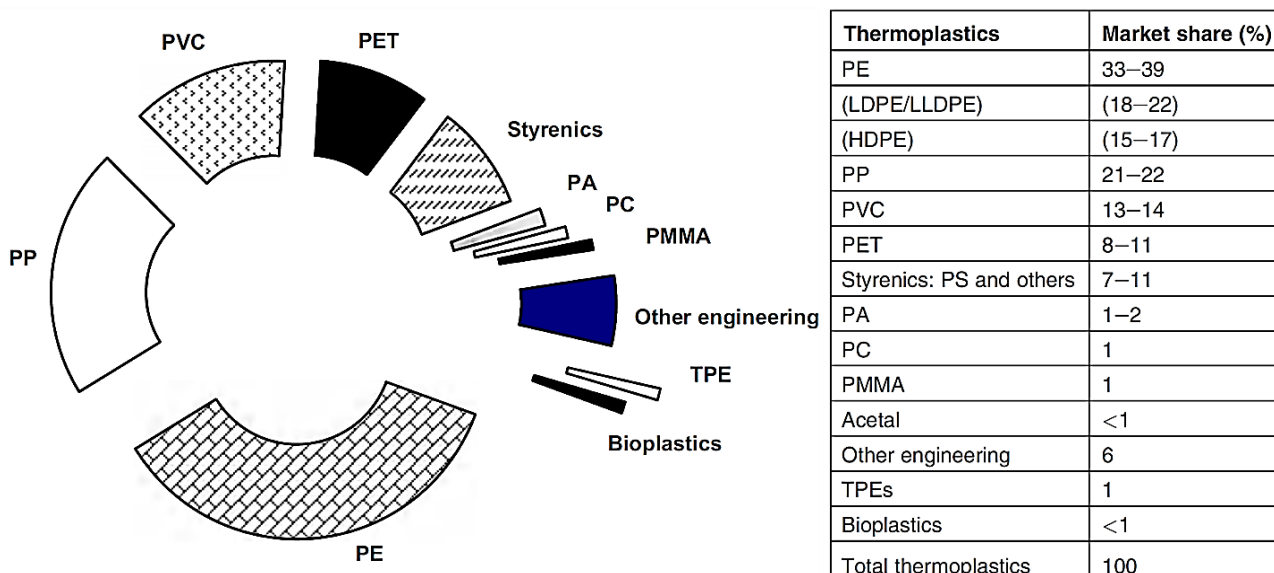 PVC
PET
Styrenics
PA
PC
PMMA
PP
Other engineering
TPE
Bioplastics
PE
Thermoplastics Market share (%)
PE 33–39
(LDPE/LLDPE) (18–22)
(HDPE) (15–17)
PP 21–22
PVC 13–14
PET 8–11
Styrenics: PS and others 7–11
PA 1–2
PC 1
PMMA 1
Acetal <1
Other engineering 6
TPEs 1
Bioplastics <1
Total thermoplastics 100